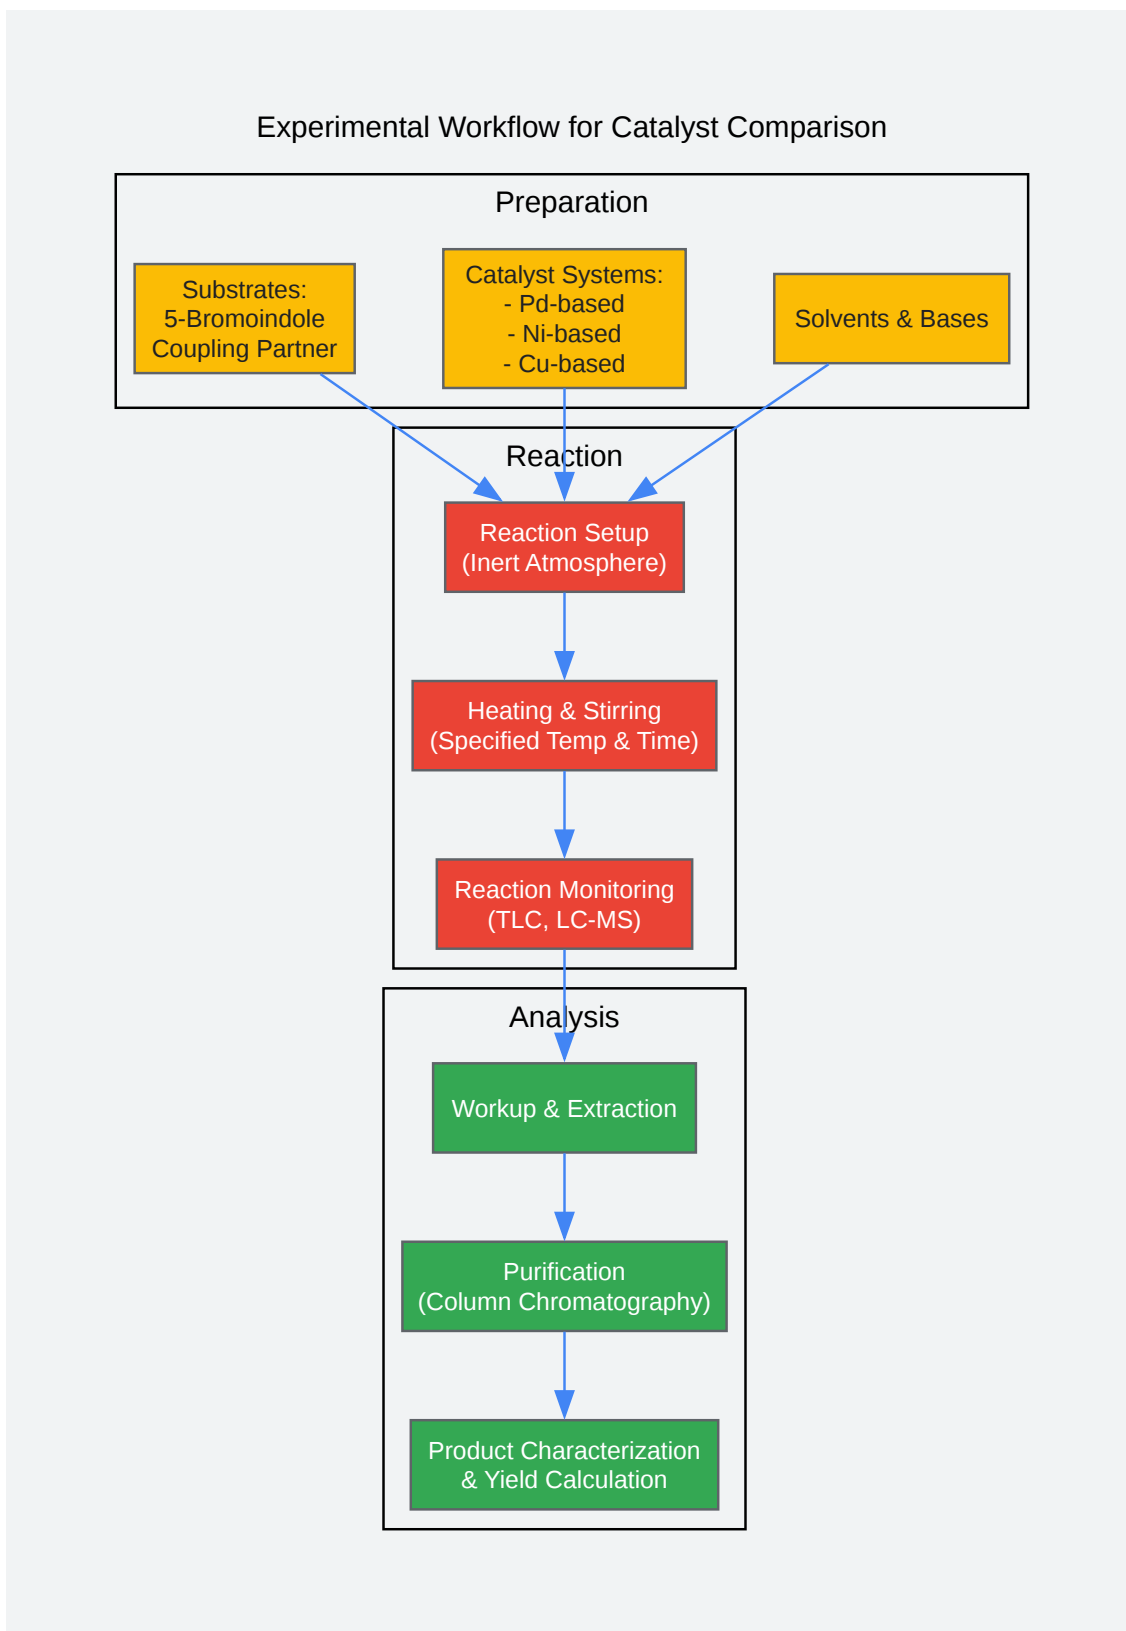 Experimental Workflow for Catalyst Comparison
Preparation
Substrates:
5-Bromoindole
Coupling Partner
Catalyst Systems:
- Pd-based
- Ni-based
- Cu-based
Solvents & Bases
Reaction
Reaction Setup
(Inert Atmosphere)
Heating & Stirring
(Specified Temp & Time)
Reaction Monitoring
(TLC, LC-MS)
Analysis
Workup & Extraction
Purification
(Column Chromatography)
Product Characterization
& Yield Calculation